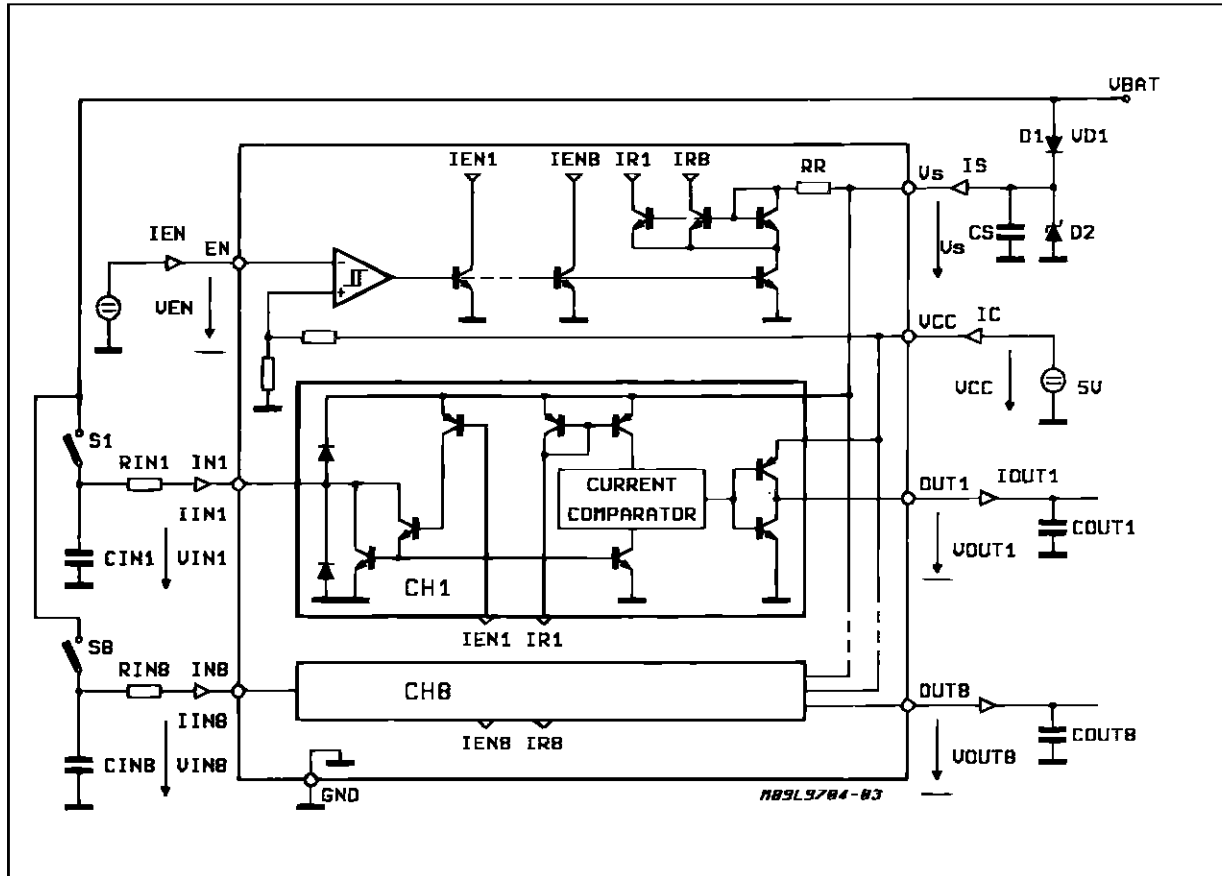 VBAT
D1 VD1
IEN1 IEN8 IR1 IR8 RR Vs IS
IEN EN CS D2
Vs
VEN
VCC IC
VCC 5V
S1
RIN1 IN1 OUT1 IOUT1
CURRENT
COMPARATOR
IIN1
CIN1 VIN1 CH1 VOUT1 COUT1
IEN1 IR1
S8
RIN8 IN8 CH8 OUT8
IIN8 IEN8 IR8
CIN8 VIN8 VOUT8 COUT8
GND
M89L9704-03
- +